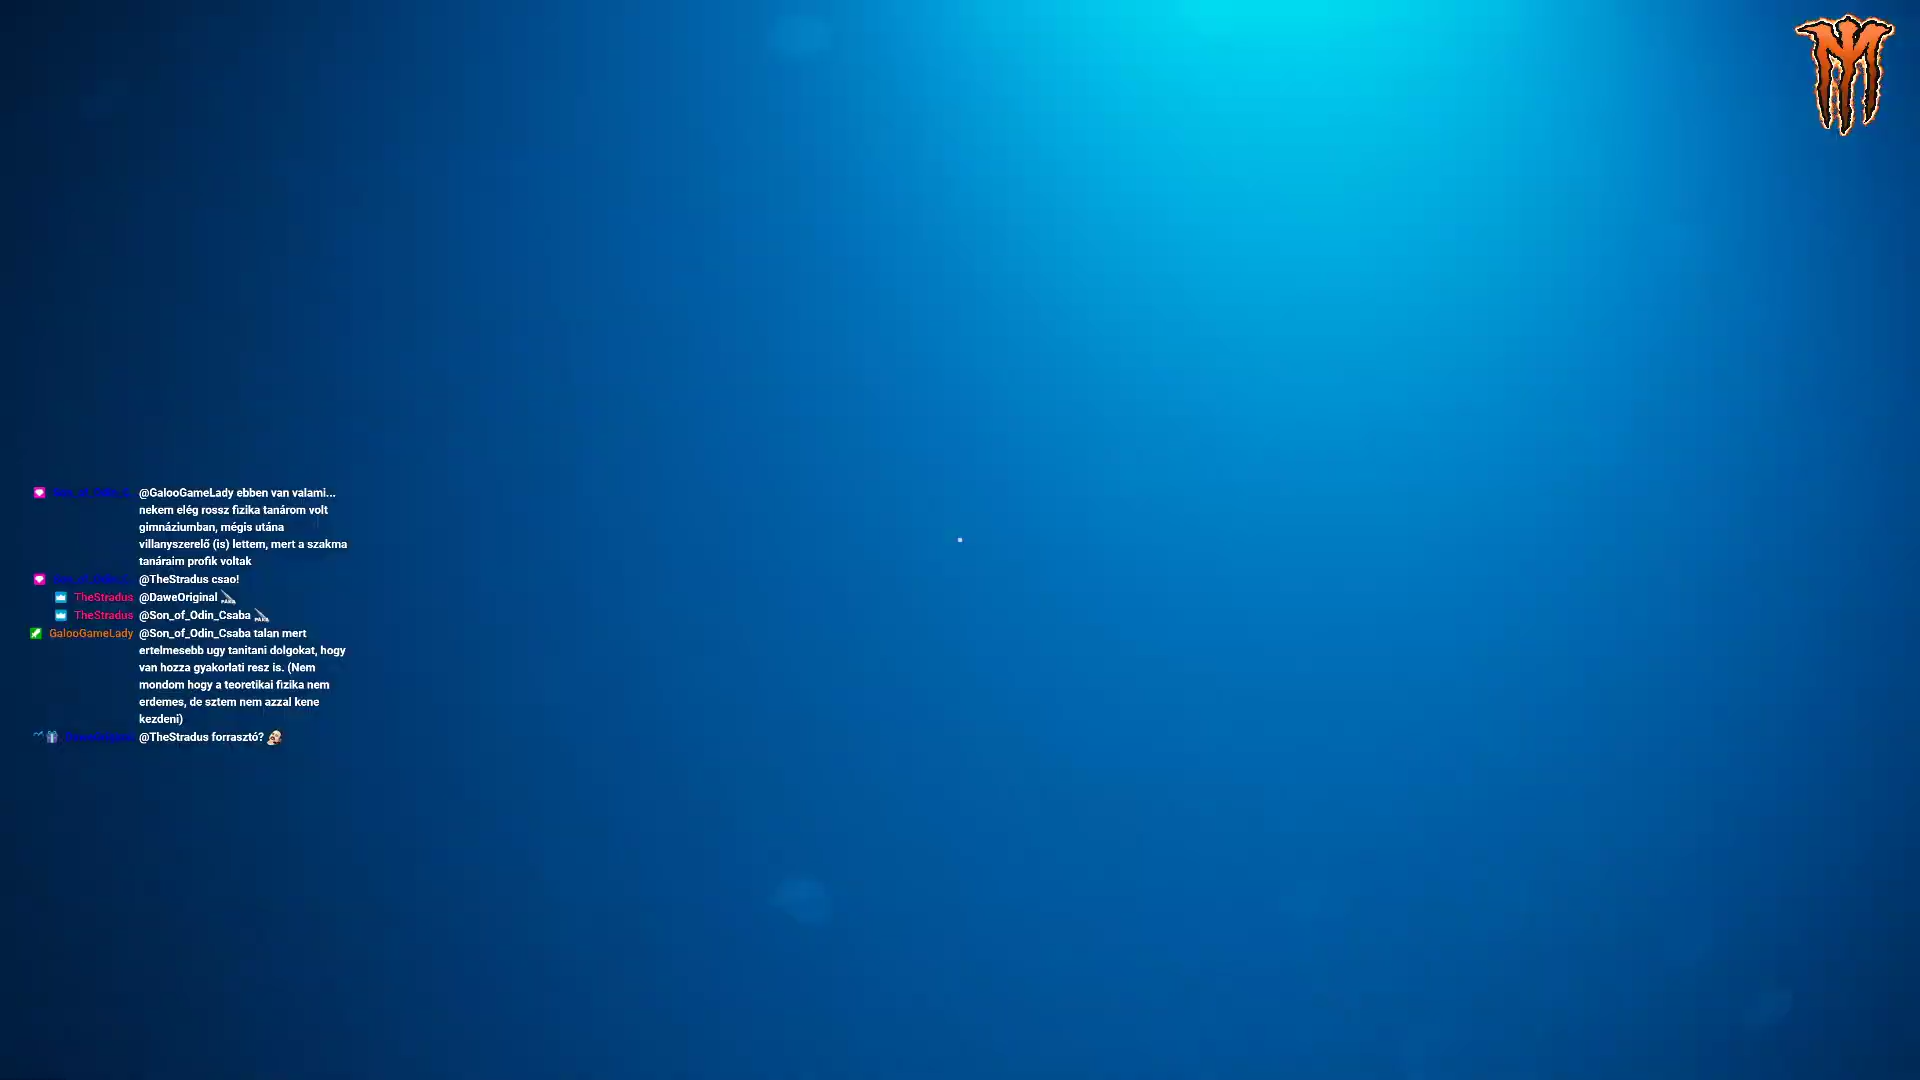 @GalooGameLady ebben van valami...
nekem elég rossz fizika tanárom volt
gimnáziumban, mégis utána
villanyszerelő (is) lettem, mert a szakma
tanáraim profik voltak
@TheStradus csao!
TheStradus @DaweOriginal
TheStradus @Son_of_Odin_Csaba
GalooGameLady @Son_of_Odin_Csaba talan mert
ertelmesebb ugy tanitani dolgokat, hogy
van hozza gyakorlati resz is. (Nem
mondom hogy a teoretikai fizika nem
erdemes, de sztem nem azzal kene
kezdeni)
@TheStradus forrasztó?